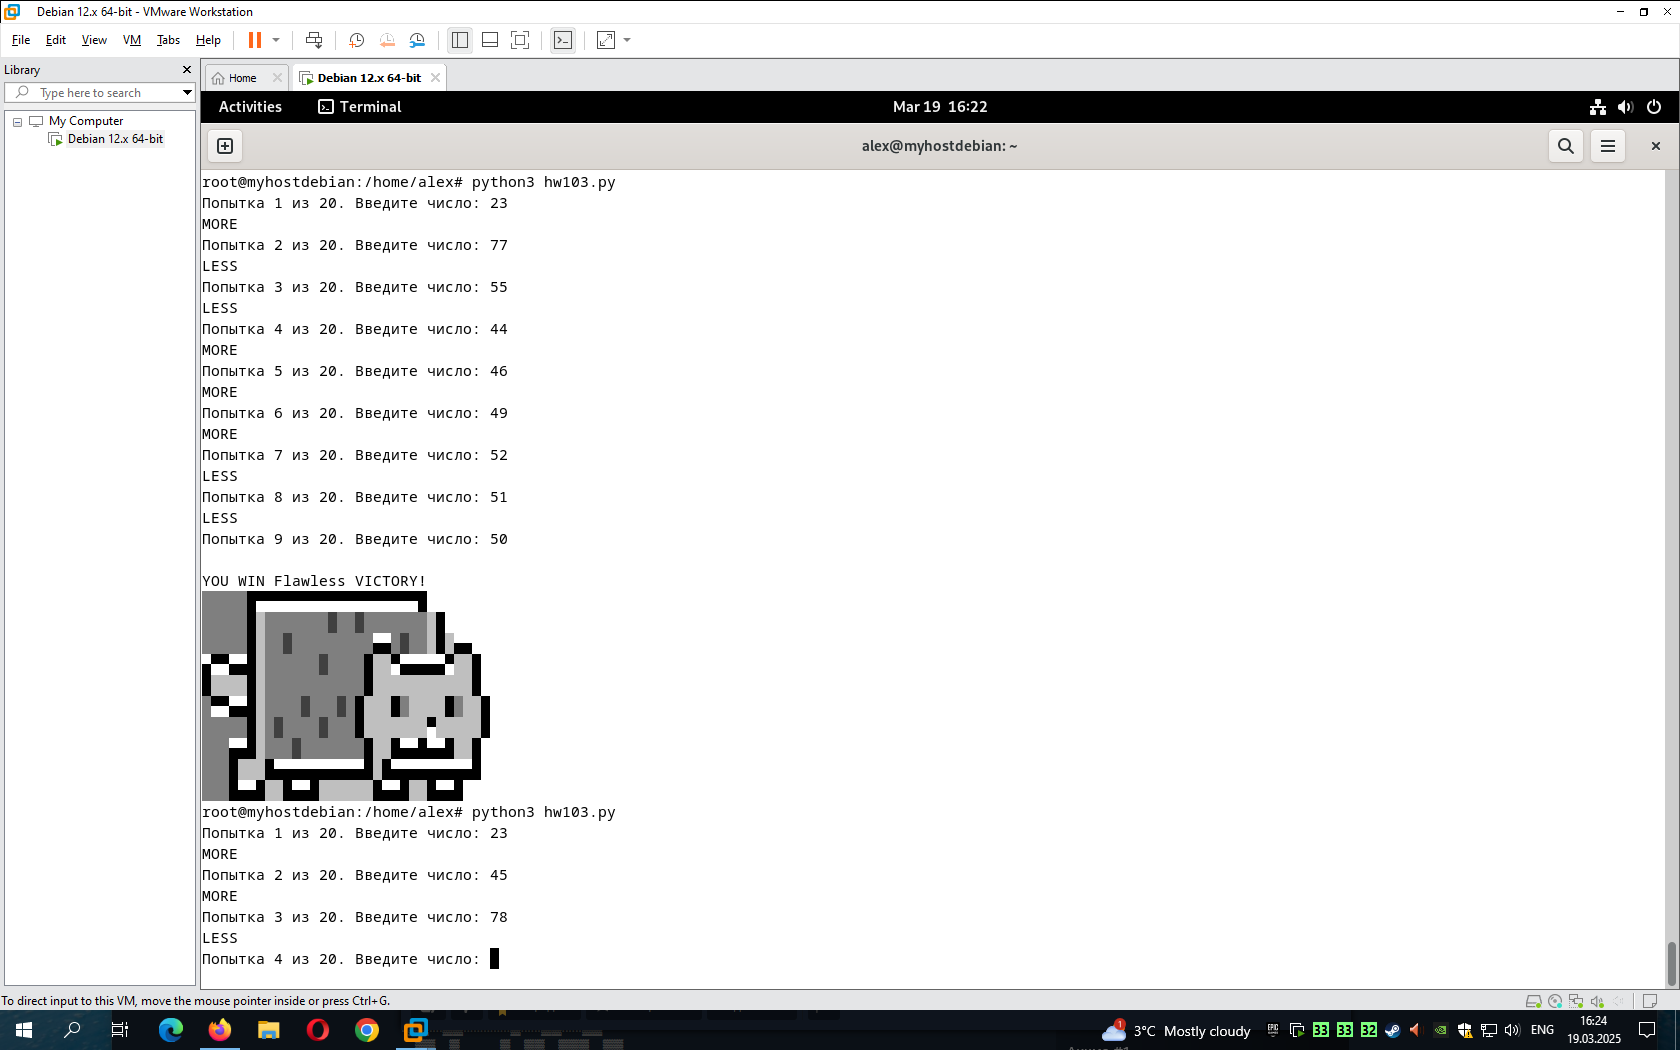 Debian 12.x 64-bit - VMware Workstation
File Edit View VM Tabs Help
Library
Type here to search
My Computer
Debian 12.x 64-bit
Home
Debian 12.x 64-bit
Activities
Terminal
Mar 19 16:22
alex@myhostdebian: ~
root@myhostdebian:/home/alex# python3 hw103.py
Попытка 1 из 20. Введите число: 23
MORE
Попытка 2 из 20. Введите число: 77
LESS
Попытка 3 из 20. Введите число: 55
LESS
Попытка 4 из 20. Введите число: 44
MORE
Попытка 5 из 20. Введите число: 46
MORE
Попытка 6 из 20. Введите число: 49
MORE
Попытка 7 из 20. Введите число: 52
LESS
Попытка 8 из 20. Введите число: 51
LESS
Попытка 9 из 20. Введите число: 50
YOU WIN Flawless VICTORY!
root@myhostdebian:/home/alex# python3 hw103.py
Попытка 1 из 20. Введите число: 23
MORE
Попытка 2 из 20. Введите число: 45
MORE
Попытка 3 из 20. Введите число: 78
LESS
Попытка 4 из 20. Введите число:
To direct input to this VM, move the mouse pointer inside or press Ctrl+G.
1
3°C Mostly cloudy
33 33 32
ENG
16:24
19.03.2025